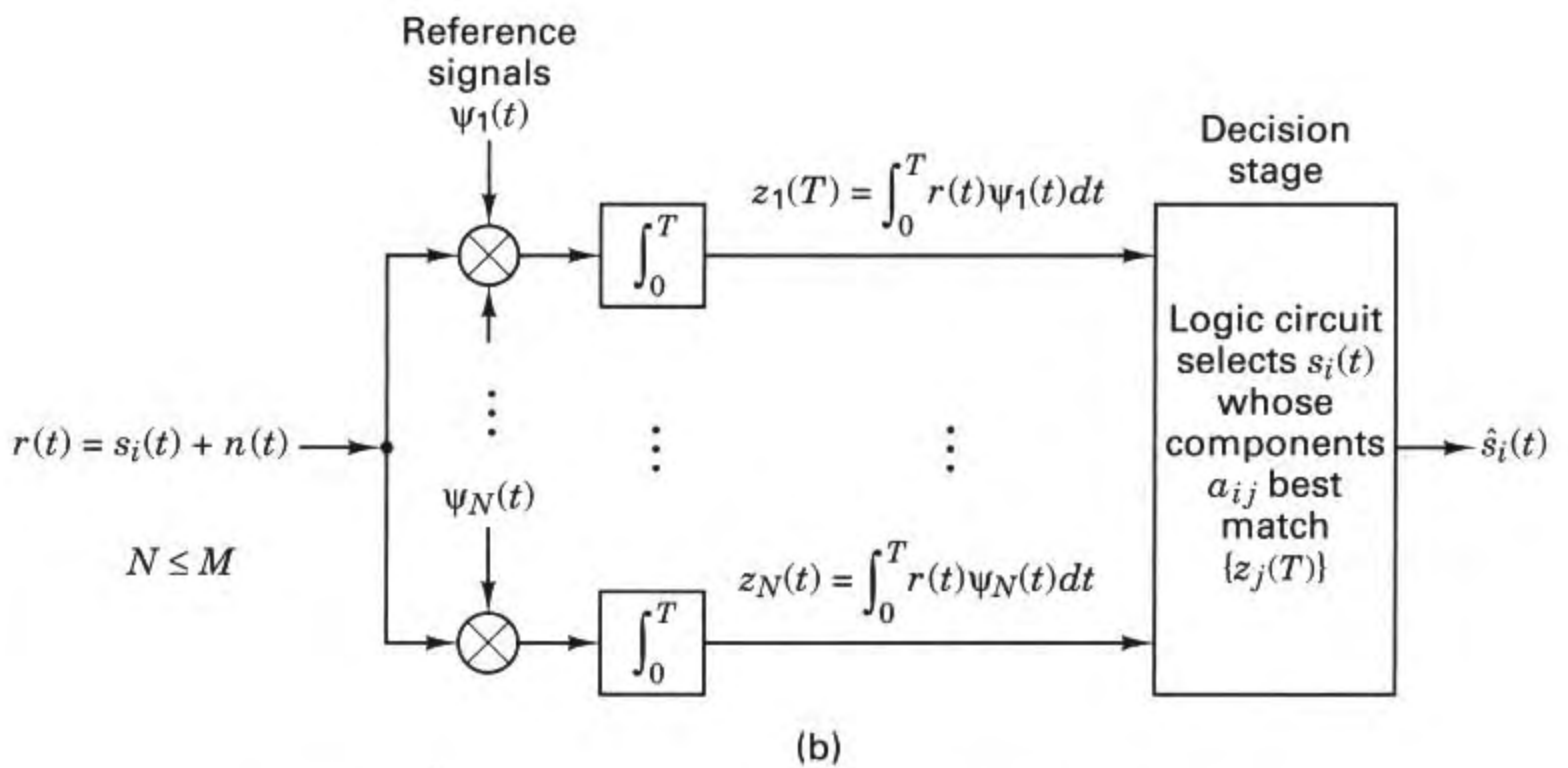 Reference
signals
ψ1(t)
Decision
stage
z1(T) = ∫₀ᵀ r(t)ψ1(t)dt
∫₀ᵀ
Logic circuit
selects si(t)
whose
components
aij best
match
{zj(T)}
r(t) = si(t) + n(t)
ŝi(t)
ψN(t)
N ≤ M
zN(t) = ∫₀ᵀ r(t)ψN(t)dt
∫₀ᵀ
(b)